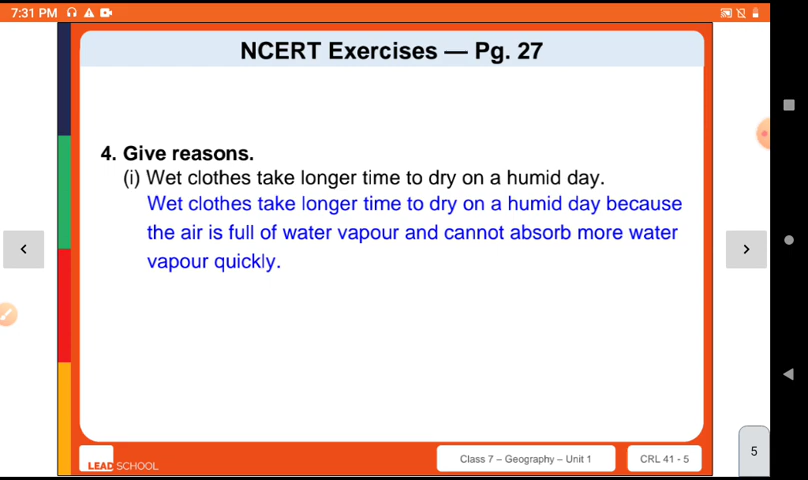 7:31 PM
NCERT Exercises — Pg. 27
4. Give reasons.
(i) Wet clothes take longer time to dry on a humid day.
Wet clothes take longer time to dry on a humid day because
the air is full of water vapour and cannot absorb more water
vapour quickly.
LEAD SCHOOL
Class 7 – Geography – Unit 1
CRL 41 - 5
5